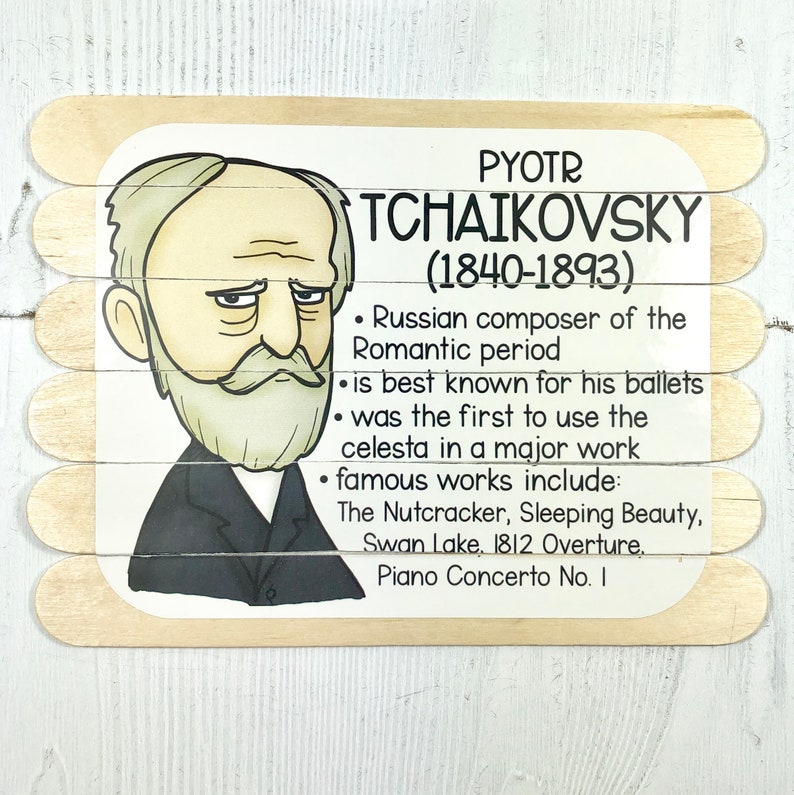 PYOTR
TCHAIKOVSKY
(1840-1893)
• Russian composer of the
Romantic period
• is best known for his ballets
• was the first to use the
celesta in a major work
• famous works include:
The Nutcracker, Sleeping Beauty,
Swan Lake, 1812 Overture,
Piano Concerto No. 1